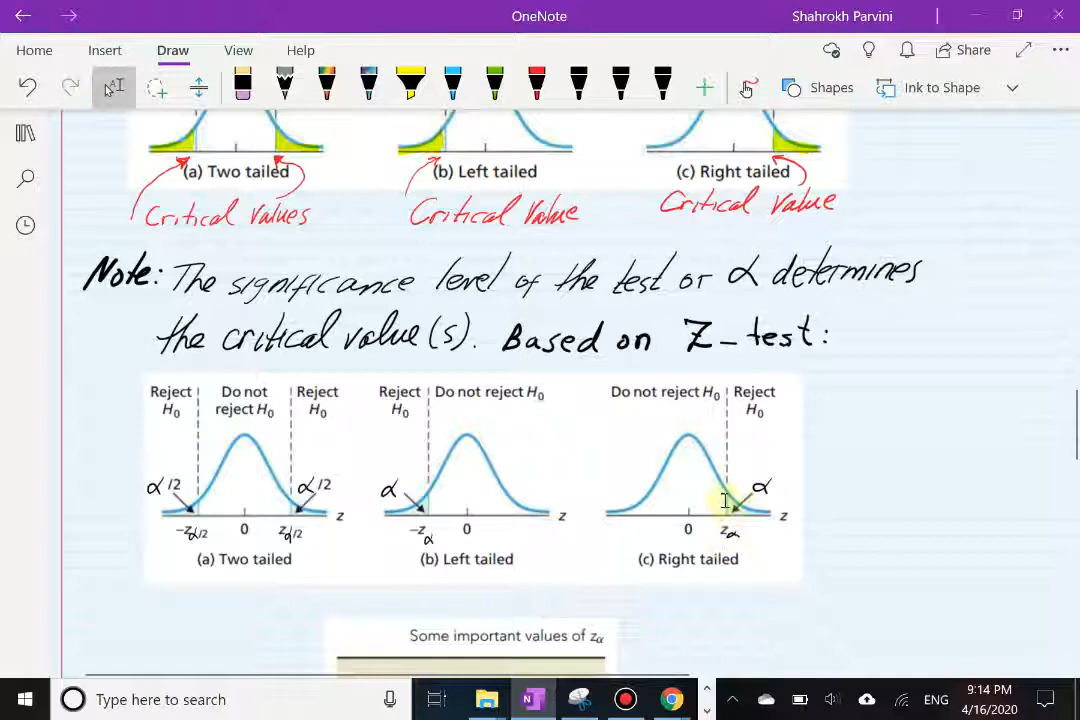 OneNote
Shahrokh Parvini
Home Insert Draw View Help
Share
Shapes
Ink to Shape
(a) Two tailed (b) Left tailed (c) Right tailed
Critical Values Critical Value Critical Value
Note: The significance level of the test or α determines
the critical value(s). Based on Z-test:
Reject H0 Do not reject H0 Reject H0
α/2 α/2
-zα/2 0 zα/2 z
(a) Two tailed
Reject H0 Do not reject H0
α
-zα 0 z
(b) Left tailed
Do not reject H0 Reject H0
α
0 zα z
(c) Right tailed
Some important values of zα
Type here to search
ENG
9:14 PM
4/16/2020